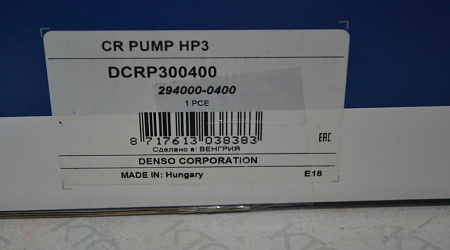 CR PUMP HP3
DCRP300400
294000-0400
1 PCE
8 717613 038383
Сделано в: ВЕНГРИЯ
EAC
DENSO CORPORATION
MADE IN: Hungary E18